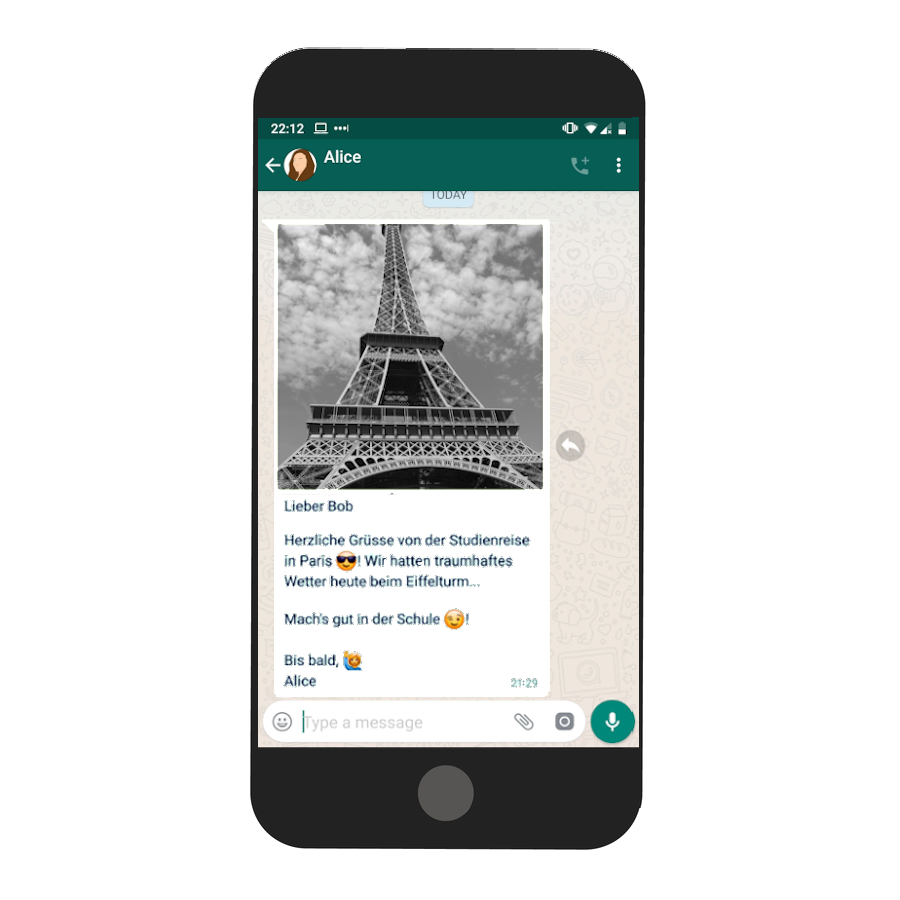 22:12
Alice
TODAY
Lieber Bob
Herzliche Grüsse von der Studienreise
in Paris 😎! Wir hatten traumhaftes
Wetter heute beim Eiffelturm...
Mach's gut in der Schule 😉!
Bis bald, 🙋
Alice
21:29
Type a message